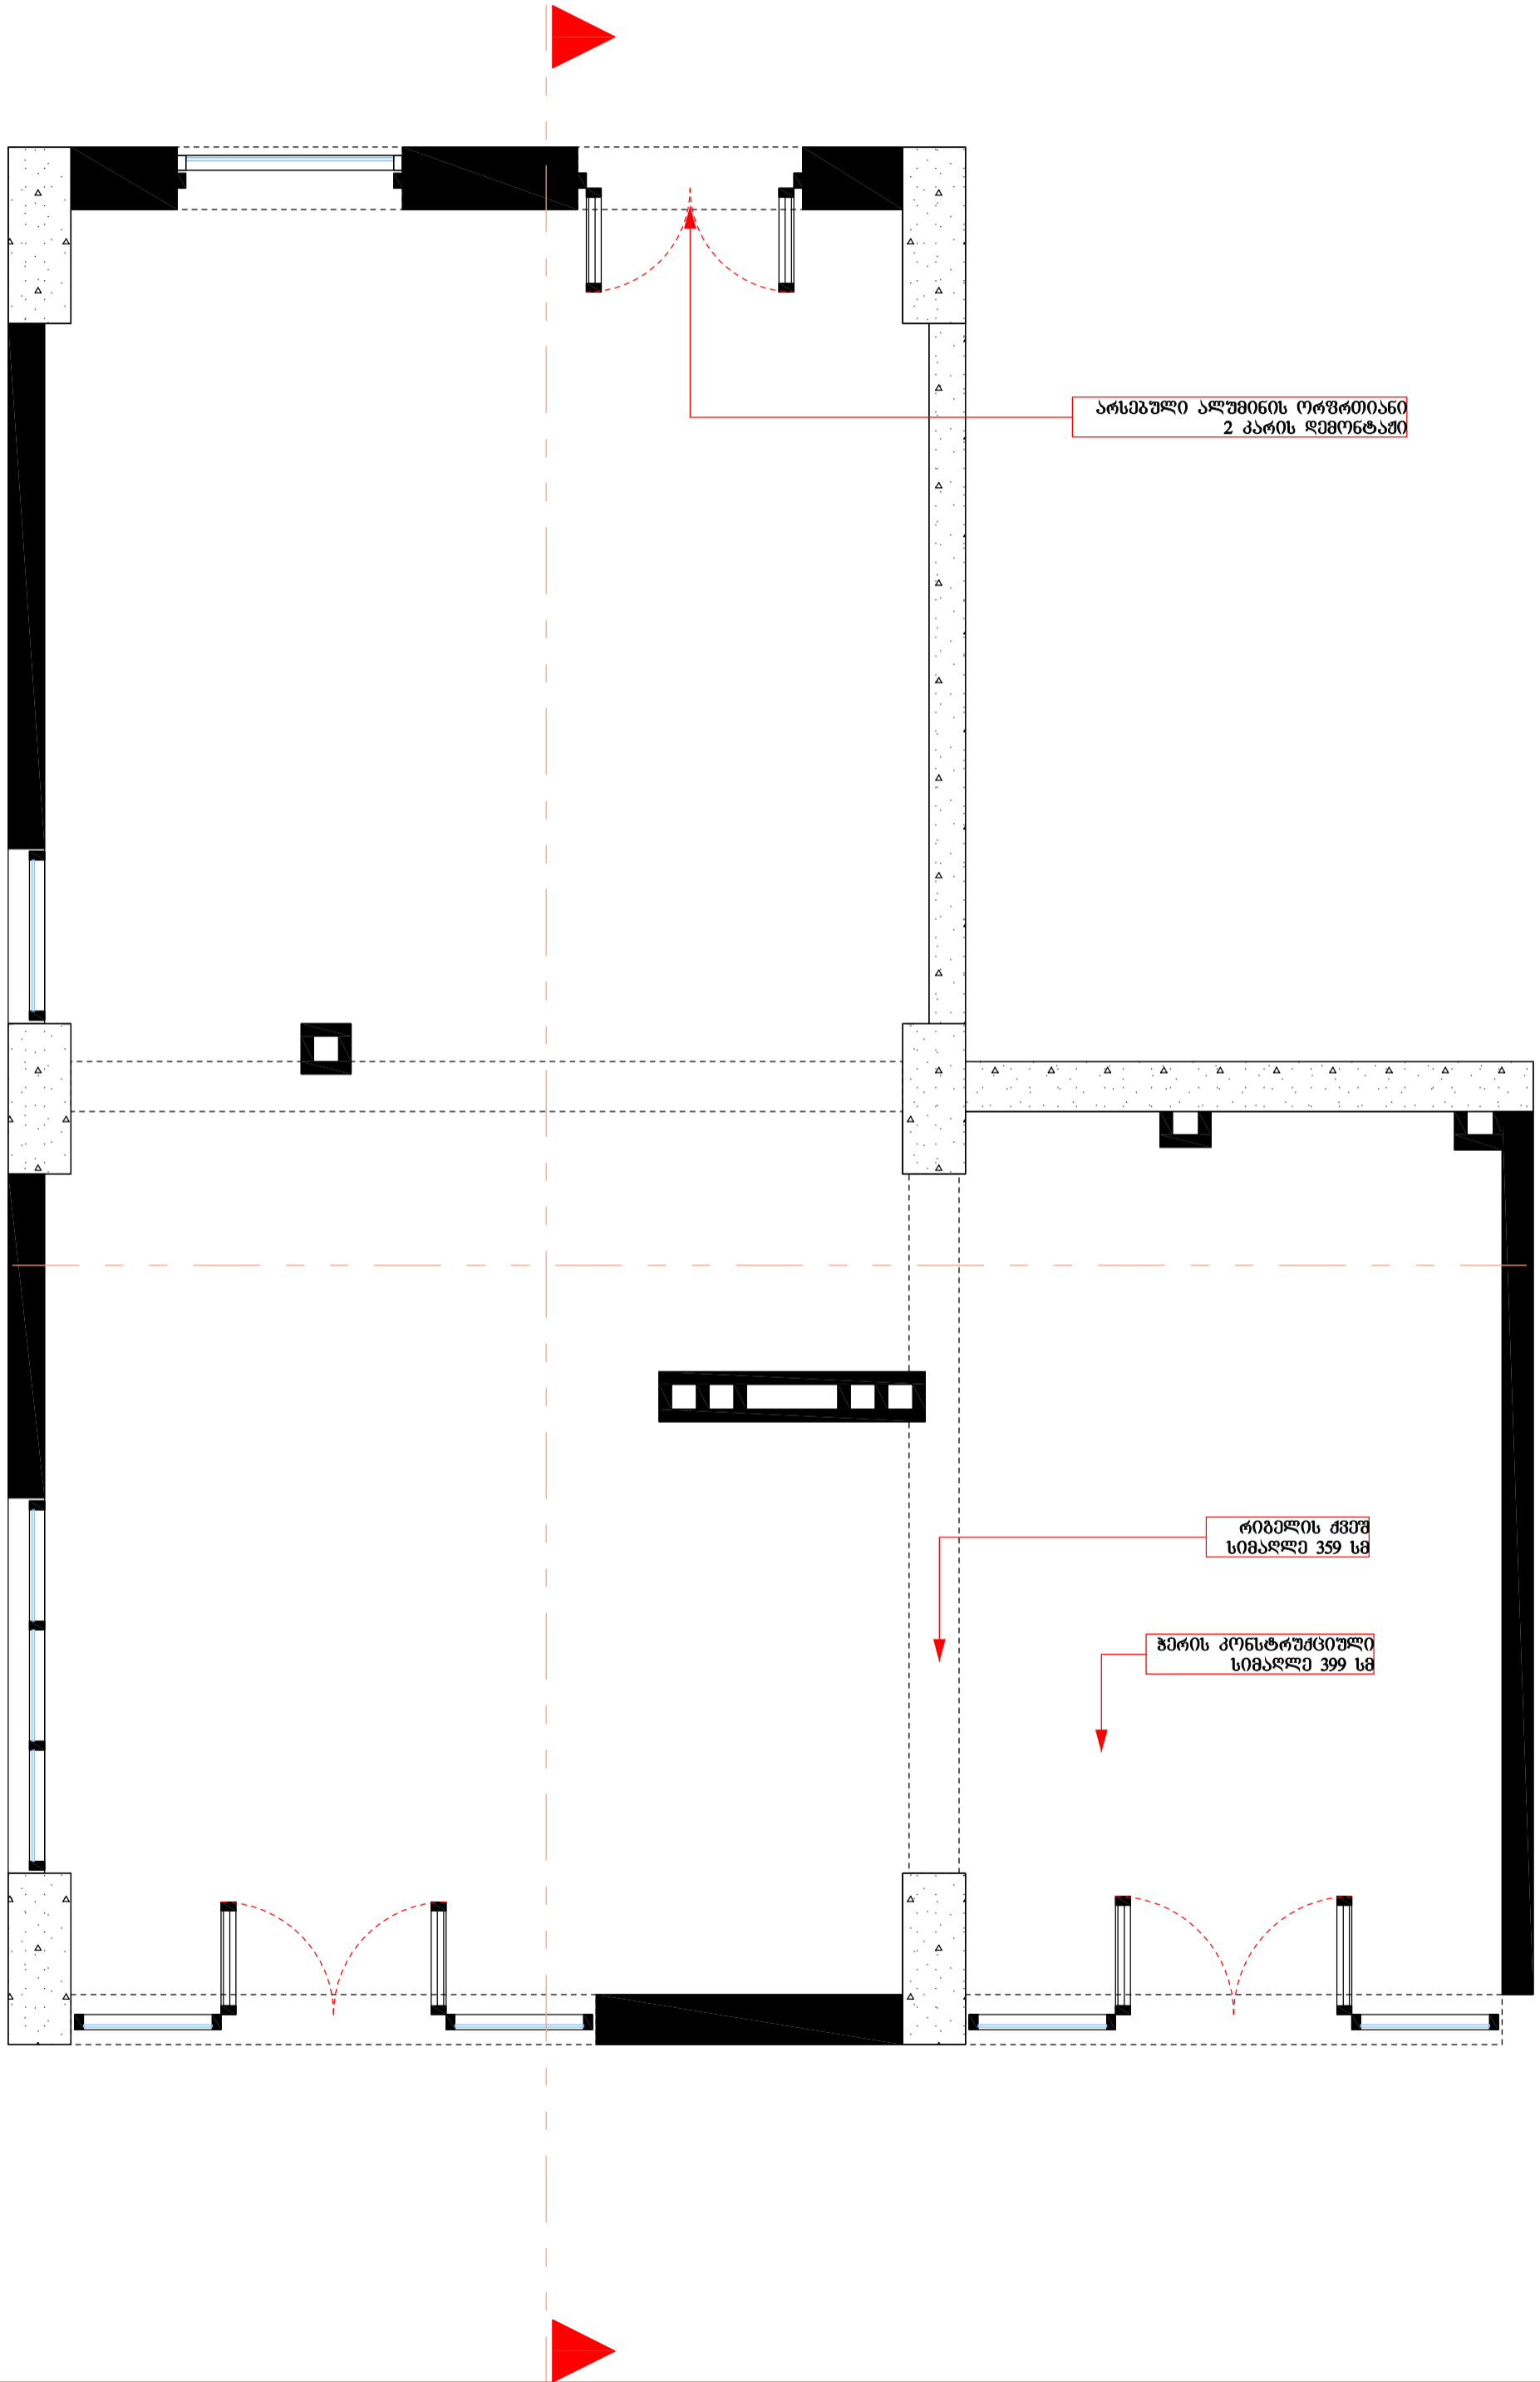 არსებული ალუმინის ორფრთიანი
2 კარის დემონტაჟი
რიგელის ქვეშ
სიმაღლე 359 სმ
ჭერის კონსტრუქციული
სიმაღლე 399 სმ